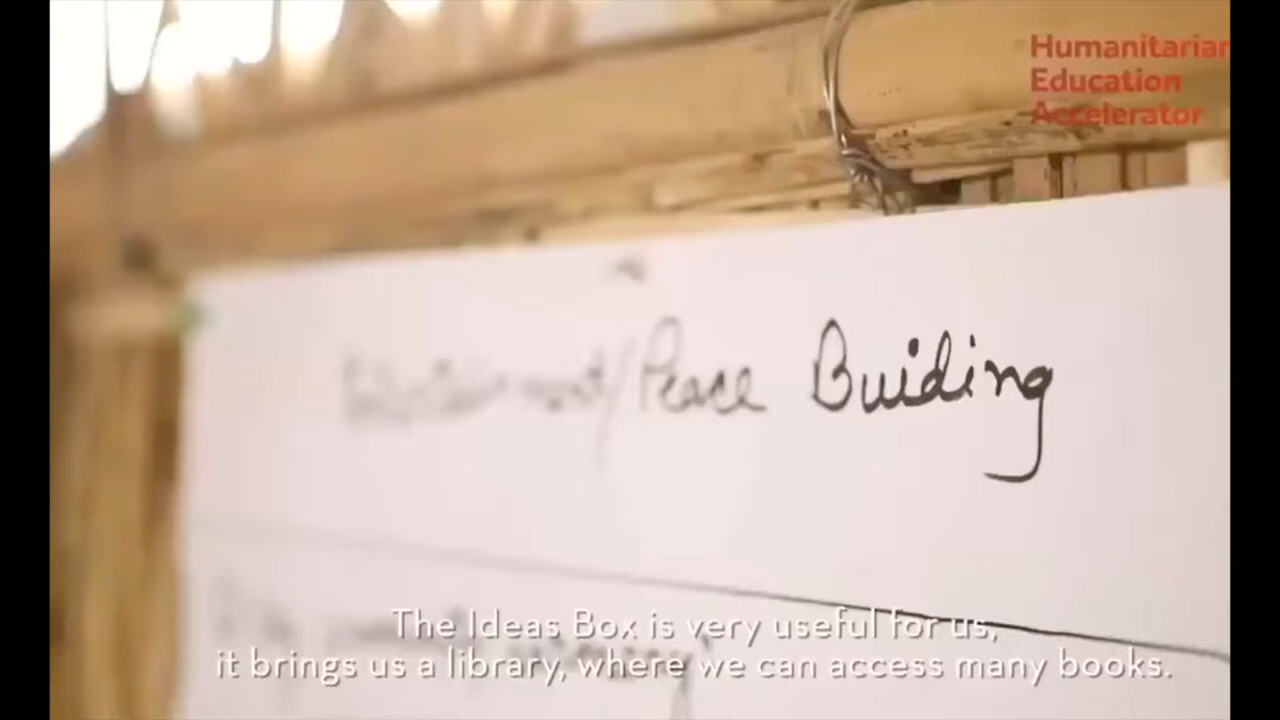 Humanitarian
Education
Accelerator
/Peace Buiding
The Ideas Box is very useful for us,
it brings us a library, where we can access many books.